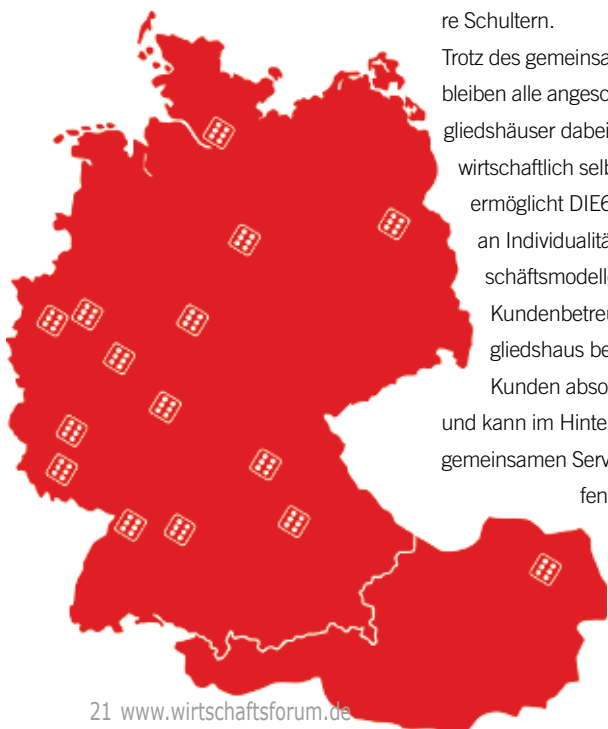 re Schultern.
Trotz des gemeinsa
bleiben alle angesc
gliedshäuser dabei
wirtschaftlich selb
ermöglicht DIE6
an Individualitä
schäftsmodelle
Kundenbetreu
gliedshaus be
Kunden abso
und kann im Hinte
gemeinsamen Serv
fen
21 www.wirtschaftsforum.de